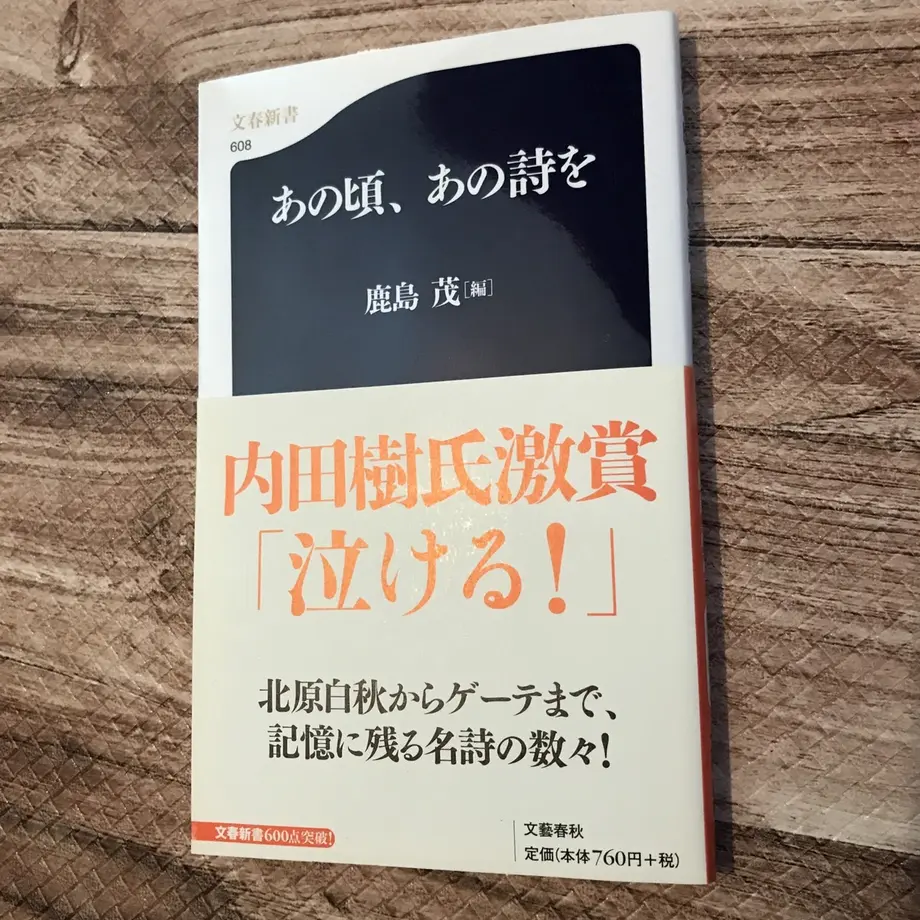 文春新書
608
あの頃、あの詩を
鹿島 茂[編]
内田樹氏激賞
「泣ける!」
北原白秋からゲーテまで、
記憶に残る名詩の数々!
文春新書600点突破!
文藝春秋
定価(本体760円+税)